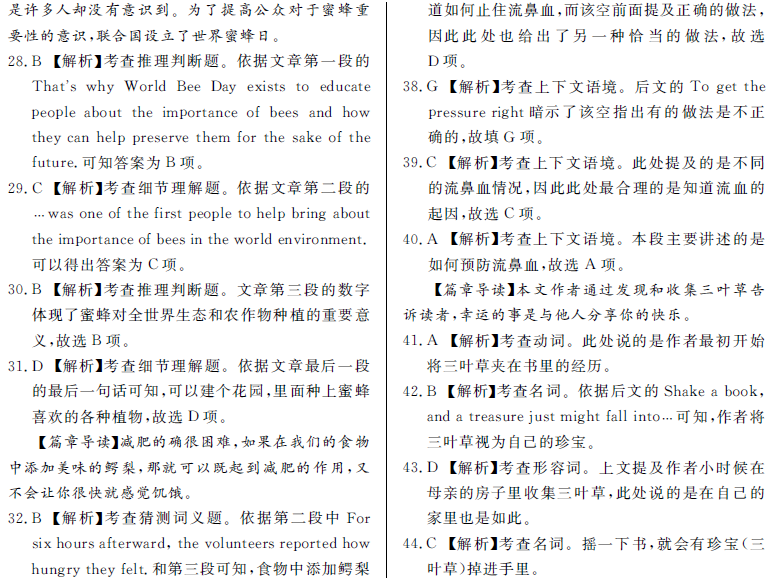 是许多人却没有意识到。为了提高公众对于蜜蜂重
要性的意识,联合国设立了世界蜜蜂日。
28. B 【解析】考查推理判断题。依据文章第一段的
That's why World Bee Day exists to educate
people about the importance of bees and how
they can help preserve them for the sake of the
future. 可知答案为 B 项。
29. C 【解析】考查细节理解题。依据文章第二段的
…was one of the first people to help bring about
the importance of bees in the world environment.
可以得出答案为 C 项。
30. B 【解析】考查推理判断题。文章第三段的数字
体现了蜜蜂对全世界生态和农作物种植的重要意
义,故选 B 项。
31. D 【解析】考查细节理解题。依据文章最后一段
的最后一句话可知,可以建个花园,里面种上蜜蜂
喜欢的各种植物,故选 D 项。
【篇章导读】减肥的确很困难,如果在我们的食物
中添加美味的鳄梨,那就可以既起到减肥的作用,又
不会让你很快就感觉饥饿。
32. B 【解析】考查猜测词义题。依据第二段中 For
six hours afterward, the volunteers reported how
hungry they felt. 和第三段可知,食物中添加鳄梨
道如何止住流鼻血,而该空前面提及正确的做法,
因此此处也给出了另一种恰当的做法,故选
D 项。
38. G 【解析】考查上下文语境。后文的 To get the
pressure right 暗示了该空指出有的做法是不正
确的,故填 G 项。
39. C 【解析】考查上下文语境。此处提及的是不同
的流鼻血情况,因此此处最合理的是知道流血的
起因,故选 C 项。
40. A 【解析】考查上下文语境。本段主要讲述的是
如何预防流鼻血,故选 A 项。
【篇章导读】本文作者通过发现和收集三叶草告
诉读者,幸运的事是与他人分享你的快乐。
41. A 【解析】考查动词。此处说的是作者最初开始
将三叶草夹在书里的经历。
42. B 【解析】考查名词。依据后文的 Shake a book,
and a treasure just might fall into…可知,作者将
三叶草视为自己的珍宝。
43. D 【解析】考查形容词。上文提及作者小时候在
母亲的房子里收集三叶草,此处说的是在自己的
家里也是如此。
44. C 【解析】考查名词。摇一下书,就会有珍宝(三
叶草)掉进手里。